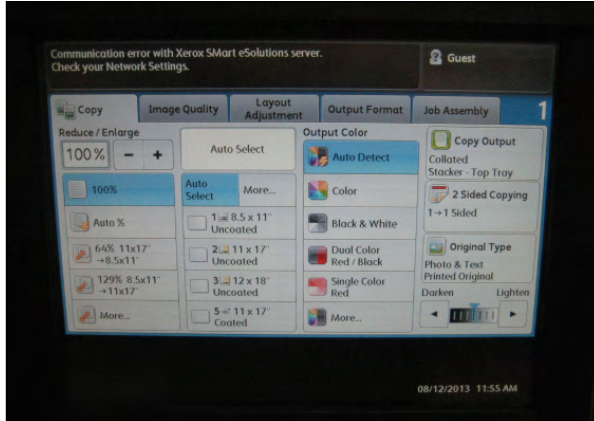 Communication error with Xerox SMart eSolutions server.
Check your Network Settings.
Guest
Copy
Image Quality
Layout
Adjustment
Output Format
Job Assembly
1
Reduce / Enlarge
100%
-
+
100%
Auto %
64% 11x17"
→8.5x11"
129% 8.5x11"
→11x17"
More...
Auto Select
Auto
Select
More...
1 8.5 x 11"
Uncoated
2 11 x 17"
Uncoated
3 12 x 18"
Uncoated
5 11 x 17"
Coated
Output Color
Auto Detect
Color
Black & White
Dual Color
Red / Black
Single Color
Red
More...
Copy Output
Collated
Stacker - Top Tray
2 Sided Copying
1→1 Sided
Original Type
Photo & Text
Printed Original
Darken Lighten
08/12/2013 11:55 AM